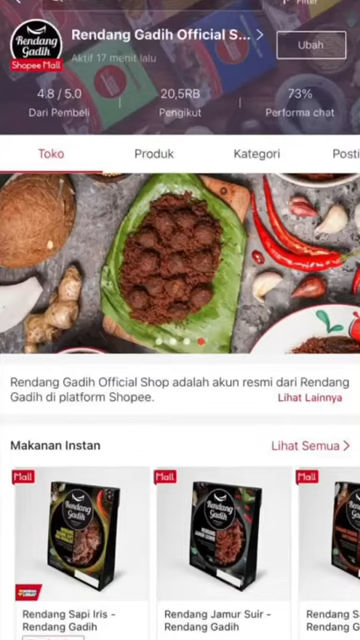 Filter
Rendang Gadih Official S... >
Rendang
Gadih
Shopee Mall
Aktif 17 menit lalu
Ubah
4.8 / 5.0
20,5RB
73%
Dari Pembeli
Pengikut
Performa chat
Toko
Produk
Kategori
Posti
Rendang Gadih Official Shop adalah akun resmi dari Rendang
Gadih di platform Shopee.
Lihat Lainnya
Makanan Instan
Lihat Semua >
Mall
Mall
Mall
Rendang
Gadih
Rendang
Gadih
Rendang Sapi Iris -
Rendang Gadih
Rendang Jamur Suir -
Rendang Gadih
Rendang S
Rendang G